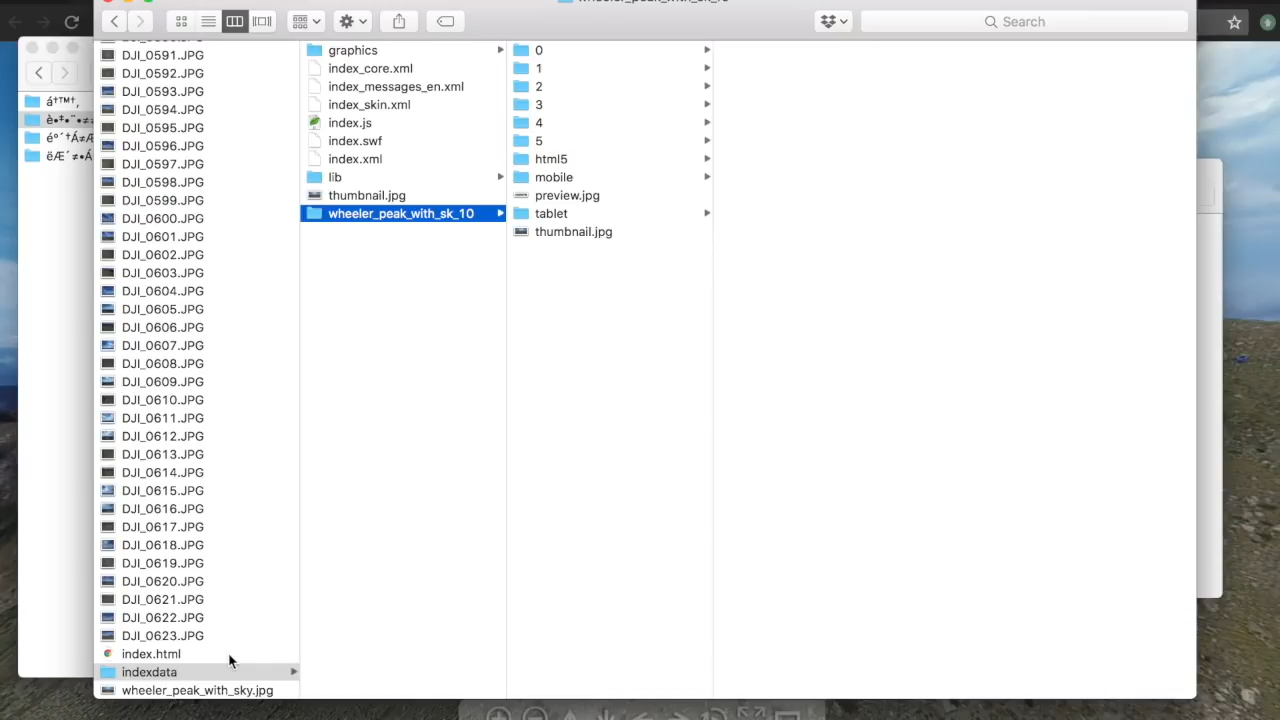 Search
DJI_0591.JPG
DJI_0592.JPG
DJI_0593.JPG
DJI_0594.JPG
DJI_0595.JPG
DJI_0596.JPG
DJI_0597.JPG
DJI_0598.JPG
DJI_0599.JPG
DJI_0600.JPG
DJI_0601.JPG
DJI_0602.JPG
DJI_0603.JPG
DJI_0604.JPG
DJI_0605.JPG
DJI_0606.JPG
DJI_0607.JPG
DJI_0608.JPG
DJI_0609.JPG
DJI_0610.JPG
DJI_0611.JPG
DJI_0612.JPG
DJI_0613.JPG
DJI_0614.JPG
DJI_0615.JPG
DJI_0616.JPG
DJI_0617.JPG
DJI_0618.JPG
DJI_0619.JPG
DJI_0620.JPG
DJI_0621.JPG
DJI_0622.JPG
DJI_0623.JPG
index.html
indexdata
wheeler_peak_with_sky.jpg
graphics
index_core.xml
index_messages_en.xml
index_skin.xml
index.js
index.swf
index.xml
lib
thumbnail.jpg
wheeler_peak_with_sk_10
0
1
2
3
4
5
html5
mobile
preview.jpg
tablet
thumbnail.jpg